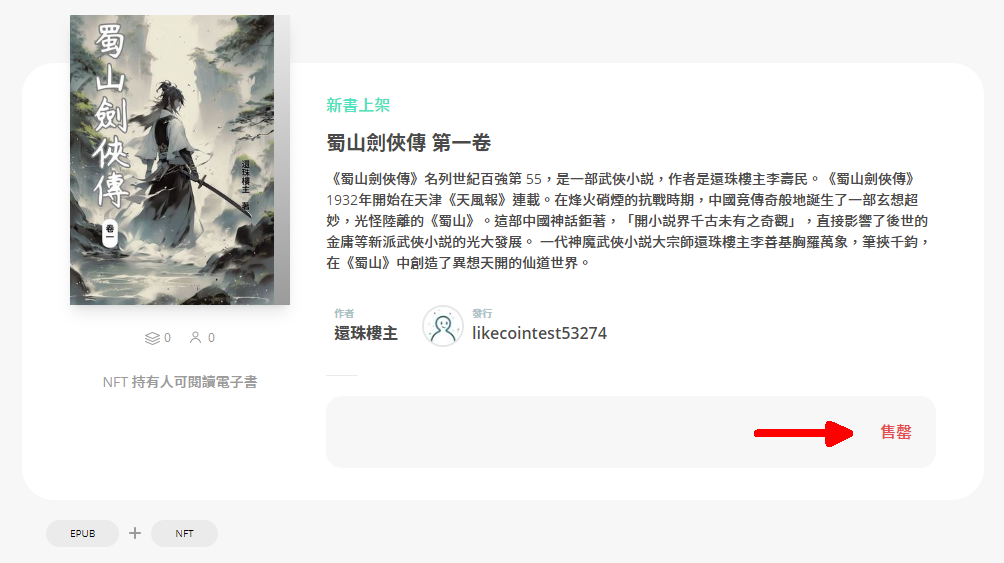 蜀山劍俠傳
卷一
還珠樓主 著
新書上架
蜀山劍俠傳 第一卷
《蜀山劍俠傳》名列世紀百強第 55，是一部武俠小説，作者是還珠樓主李壽民。《蜀山劍俠傳》
1932年開始在天津《天風報》連載。在烽火硝煙的抗戰時期，中國竟傳奇般地誕生了一部玄想超
妙，光怪陸離的《蜀山》。這部中國神話鉅著，「開小説界千古未有之奇觀」，直接影響了後世的
金庸等新派武俠小説的光大發展。 一代神魔武俠小説大宗師還珠樓主李善基胸羅萬象，筆挾千鈞，
在《蜀山》中創造了異想天開的仙道世界。
作者
還珠樓主
發行
likecointest53274
0 0
NFT 持有人可閱讀電子書
售罄
EPUB + NFT